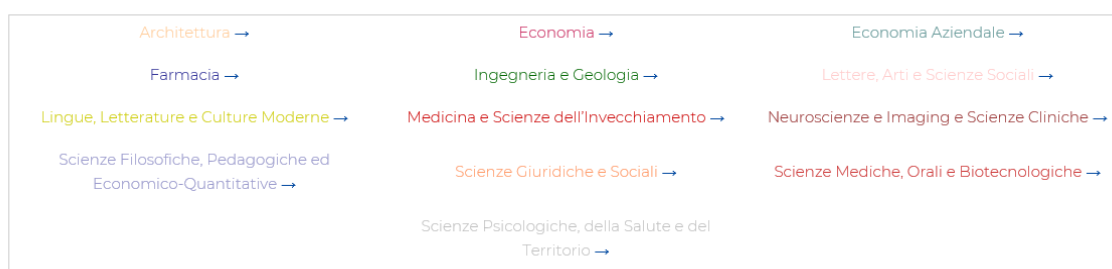 Architettura →
Economia →
Economia Aziendale →
Farmacia →
Ingegneria e Geologia →
Lettere, Arti e Scienze Sociali →
Lingue, Letterature e Culture Moderne →
Medicina e Scienze dell'Invecchiamento →
Neuroscienze e Imaging e Scienze Cliniche →
Scienze Filosofiche, Pedagogiche ed
Economico-Quantitative →
Scienze Giuridiche e Sociali →
Scienze Mediche, Orali e Biotecnologiche →
Scienze Psicologiche, della Salute e del
Territorio →